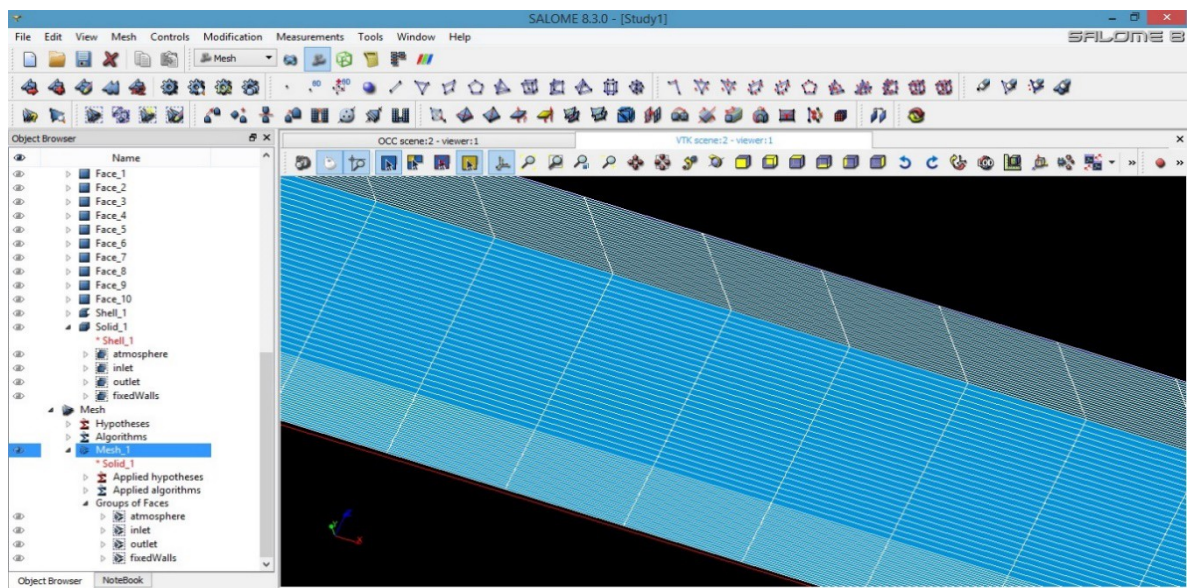 SALOME 8.3.0 - [Study1]
File Edit View Mesh Controls Modification Measurements Tools Window Help
SALOME 8
Mesh
Object Browser
OCC scene:2 - viewer:1
VTK scene:2 - viewer:1
Name
Face_1
Face_2
Face_3
Face_4
Face_5
Face_6
Face_7
Face_8
Face_9
Face_10
Shell_1
Solid_1
* Shell_1
atmosphere
inlet
outlet
fixedWalls
Mesh
Hypotheses
Algorithms
Mesh_1
* Solid_1
Applied hypotheses
Applied algorithms
Groups of Faces
atmosphere
inlet
outlet
fixedWalls
Object Browser NoteBook